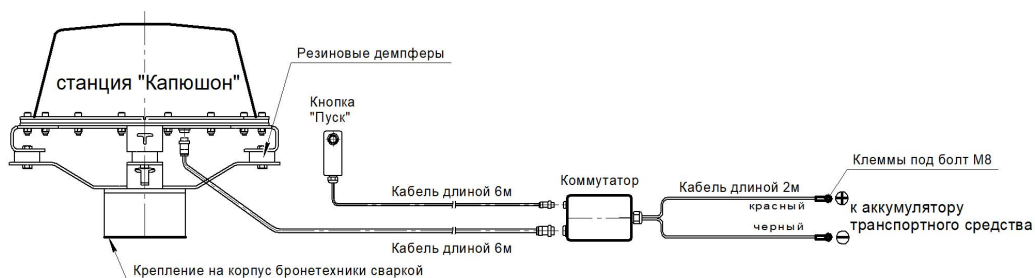 Резиновые демпферы
станция "Капюшон"
Кнопка
"Пуск"
Кабель длиной 6м
Коммутатор
Кабель длиной 2м
Клеммы под болт М8
красный
черный
к аккумулятору
транспортного средства
Кабель длиной 6м
Крепление на корпус бронетехники сваркой